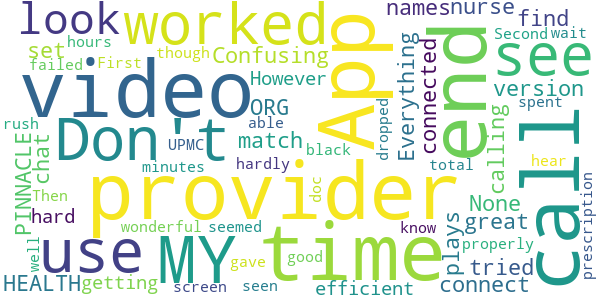 look worked App end names nurse find
hours set failed First though Confusing Second wait
video However Everything connected see version
Don't ORG able match UPMC dropped calling spent
rush PINNACLE chat minutes hardly black total None call
provider doc hear
Then hard wonderful seemed know plays great prescription
well use MY time properly
HEALTH getting gave screen seen good efficient tried connect